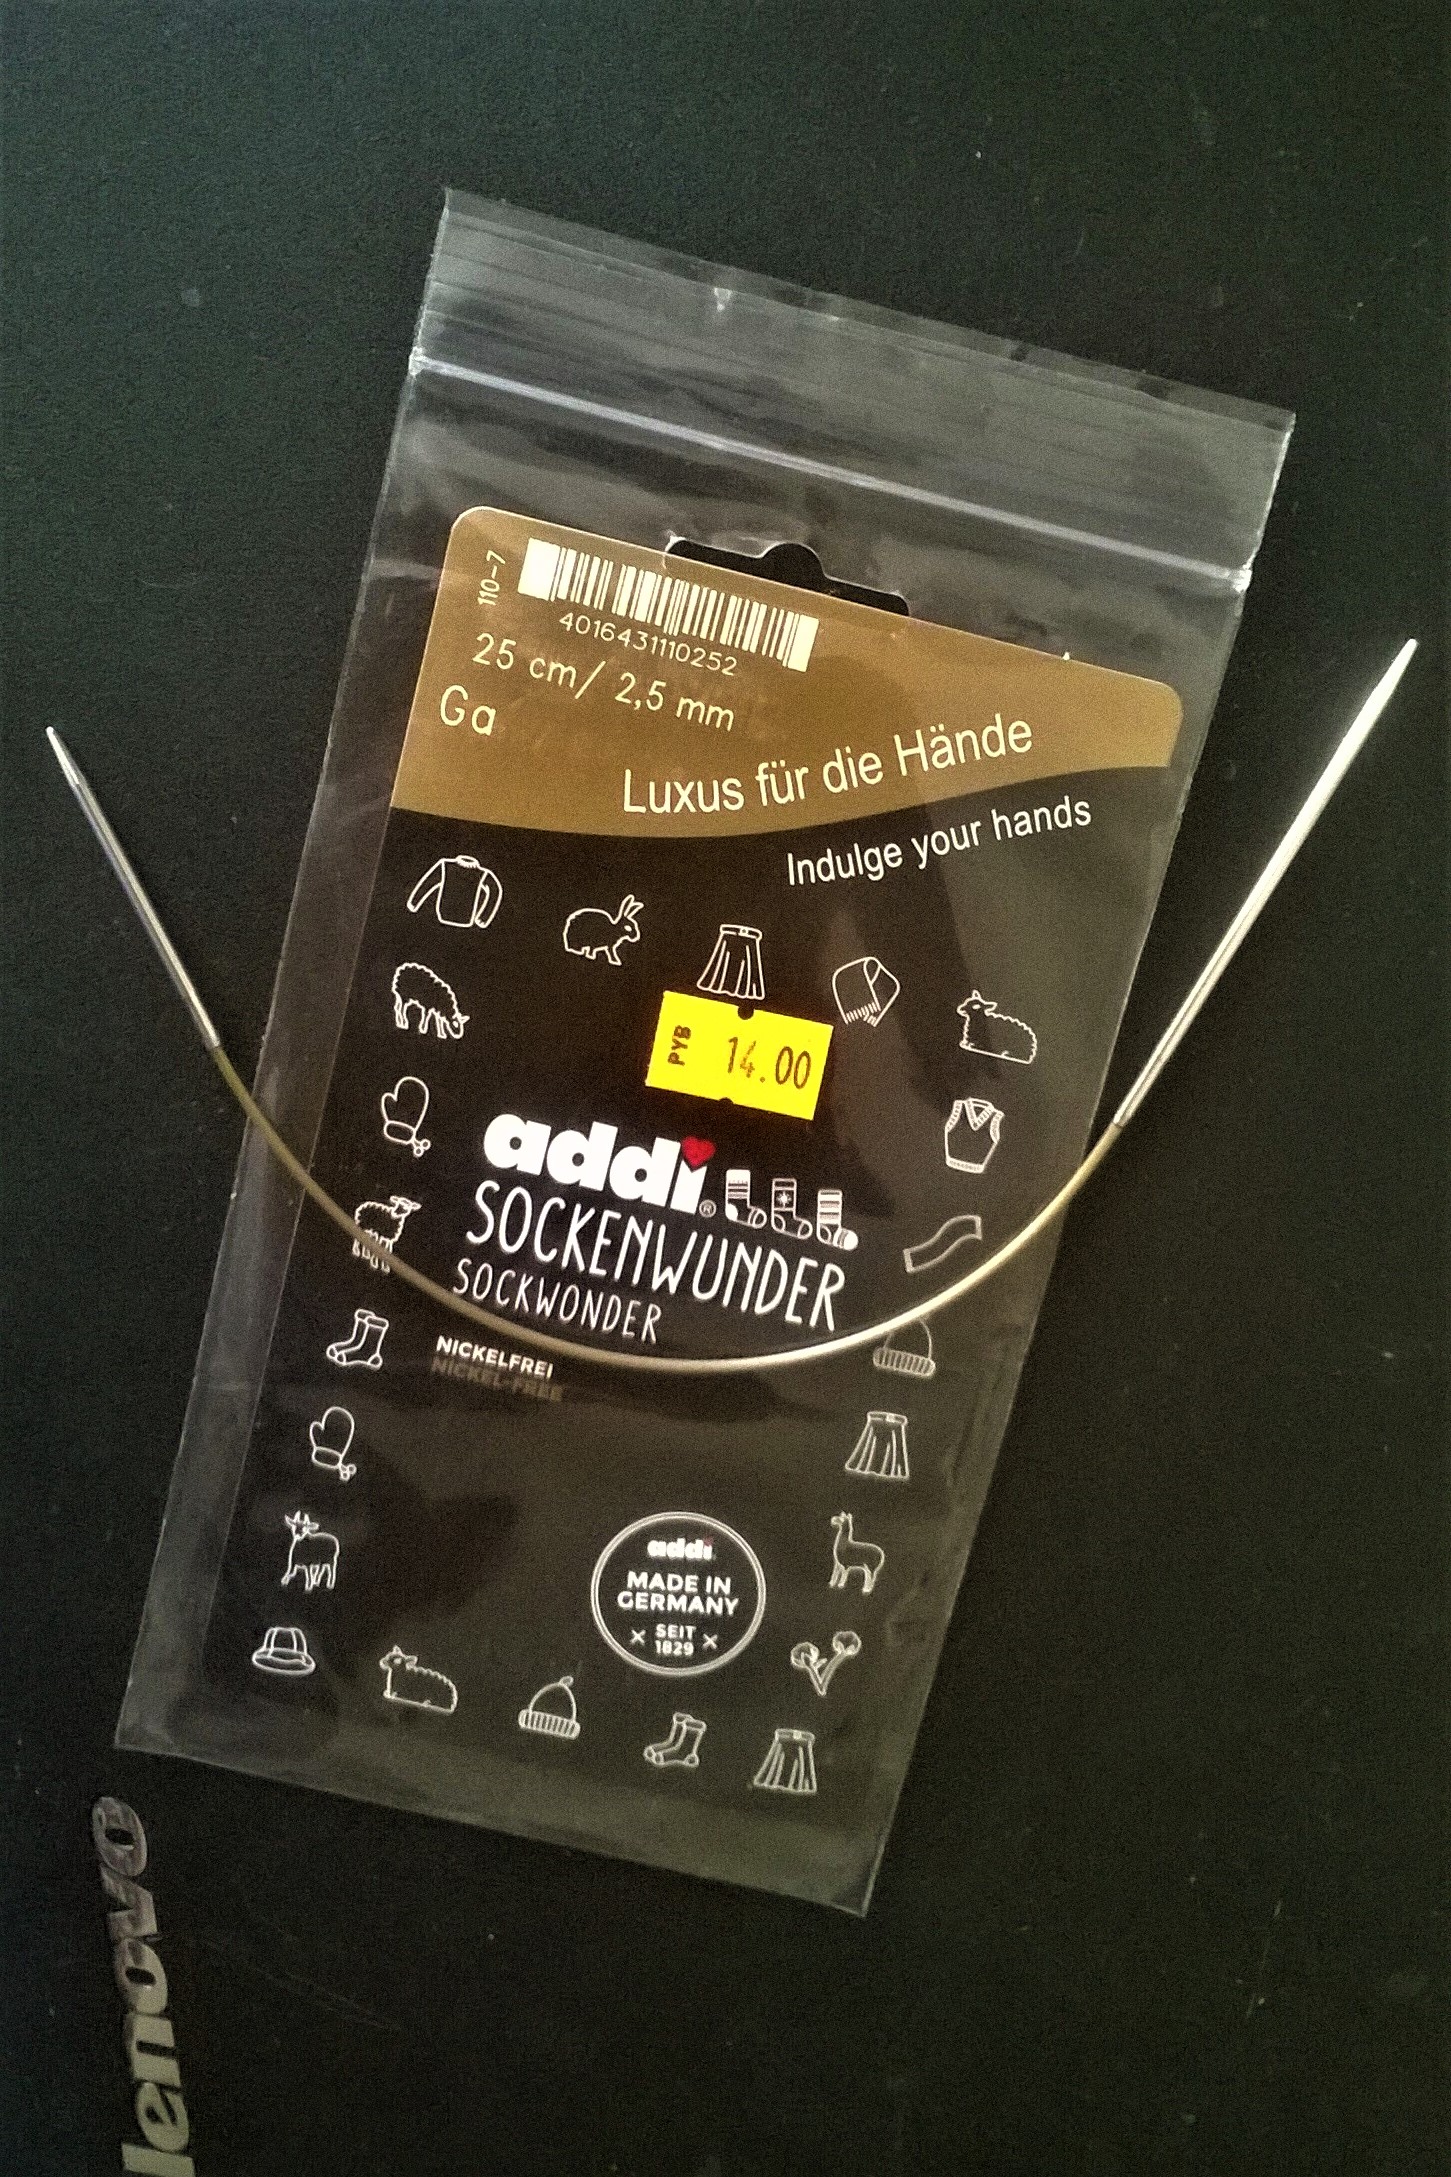 110-7
4016431110252
25 cm/ 2,5 mm
Ga
Luxus für die Hände
Indulge your hands
PYB 14.00
addi®
SOCKENWUNDER
SOCKWONDER
NICKELFREI
NICKEL-FREE
addi
MADE IN
GERMANY
SEIT
1829
lenovo